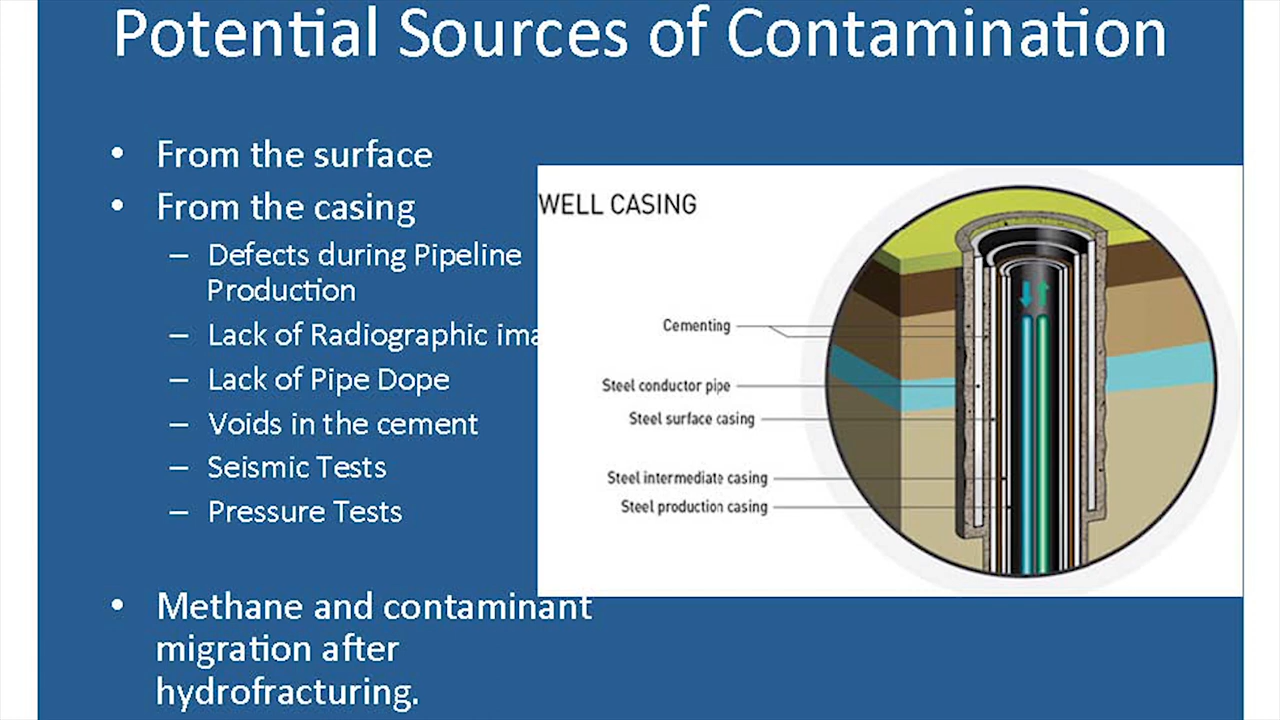 Potential Sources of Contamination
• From the surface
• From the casing
– Defects during Pipeline
Production
– Lack of Radiographic
– Lack of Pipe Dope
– Voids in the cement
– Seismic Tests
– Pressure Tests
• Methane and contaminant
migration after
hydrofracturing.
WELL CASING
Cementing
Steel conductor pipe
Steel surface casing
Steel intermediate casing
Steel production casing